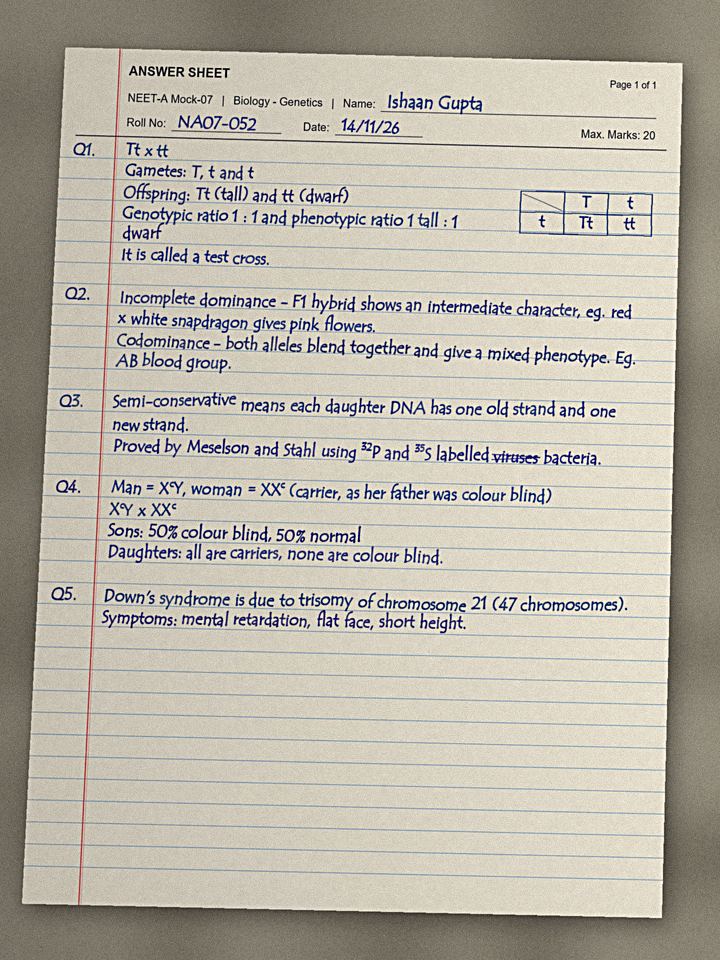 ANSWER SHEET
Page 1 of 1
NEET-A Mock-07 | Biology - Genetics | Name: Ishaan Gupta
Roll No: NA07-052 Date: 14/11/26
Max. Marks: 20
Q1. Tt x tt
Gametes: T, t and t
Offspring: Tt (tall) and tt (dwarf)
Genotypic ratio 1 : 1 and phenotypic ratio 1 tall : 1
dwarf
It is called a test cross.
T t
t Tt tt
Q2. Incomplete dominance – F1 hybrid shows an intermediate character, eg. red
x white snapdragon gives pink flowers.
Codominance – both alleles blend together and give a mixed phenotype. Eg.
AB blood group.
Q3. Semi-conservative means each daughter DNA has one old strand and one
new strand.
Proved by Meselson and Stahl using ³²P and ³⁵S labelled ~~viruses~~ bacteria.
Q4. Man = XᶜY, woman = XXᶜ (carrier, as her father was colour blind)
XᶜY x XXᶜ
Sons: 50% colour blind, 50% normal
Daughters: all are carriers, none are colour blind.
Q5. Down's syndrome is due to trisomy of chromosome 21 (47 chromosomes).
Symptoms: mental retardation, flat face, short height.